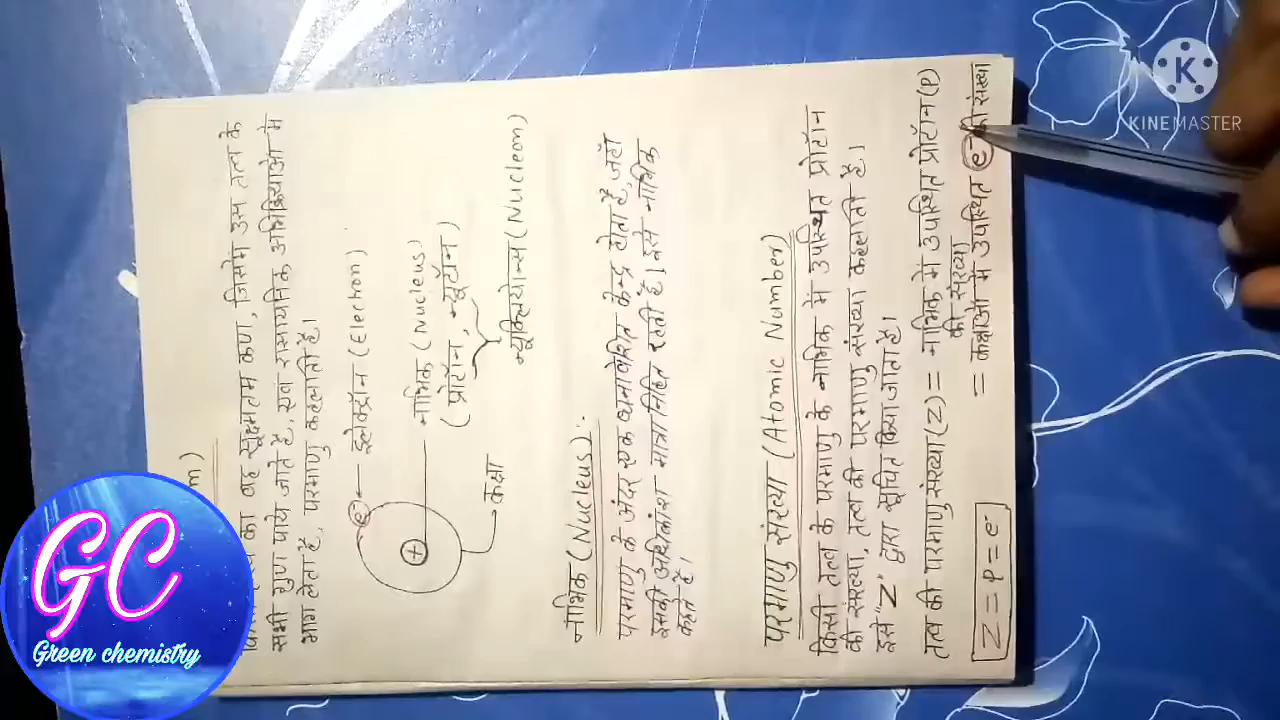 m)
का वह सूक्ष्मतम कण, जिसमें उस तत्व के
सभी गुण पाये जाते हैं, एवं रासायनिक अभिक्रियाओ में
भाग लेता हैं, परमाणु कहलाती हैं।
e⁻ — इलेक्ट्रॉन (Electron)
+ नाभिक (Nucleus)
(प्रोटॉन, न्यूट्रॉन)
कक्षा
न्यूक्लियोन्स (Nucleon)
नाभिक (Nucleus):-
परमाणु के अंदर एक धनावेशित केन्द्र होता हैं, जहाँ
इसकी अधिकांश मात्रा निहित रहती हैं। इसे नाभिक
कहते हैं।
परमाणु संख्या (Atomic Number)
किसी तत्व के परमाणु के नाभिक में उपस्थित प्रोटॉन
की संख्या, तत्व की परमाणु संख्या कहलाती हैं।
इसे "Z" द्वारा सूचित किया जाता हैं।
तत्व की परमाणु संख्या (Z) = नाभिक में उपस्थित प्रोटॉन (P)
की संख्या
= कक्षाओ में उपस्थित e⁻ की संख्या
Z = P = e⁻
GC
Green chemistry
K
KINEMASTER